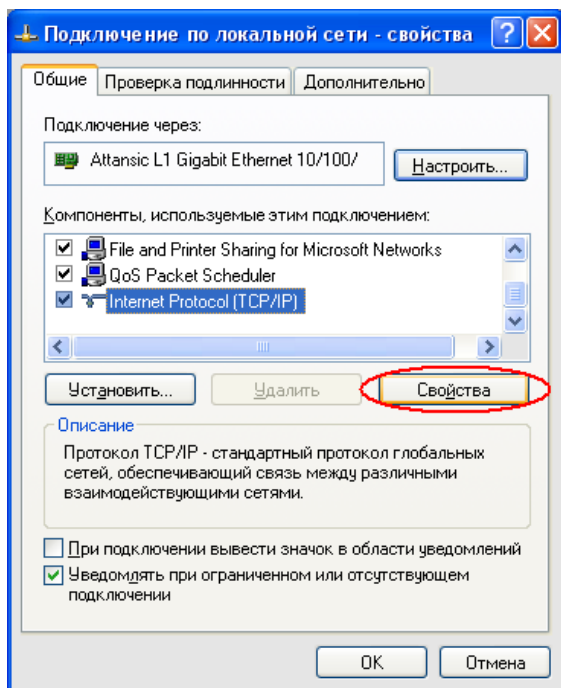 Подключение по локальной сети - свойства
Общие Проверка подлинности Дополнительно
Подключение через:
Attansic L1 Gigabit Ethernet 10/100/ Настроить...
Компоненты, используемые этим подключением:
File and Printer Sharing for Microsoft Networks
QoS Packet Scheduler
Internet Protocol (TCP/IP)
Установить... Удалить Свойства
Описание
Протокол TCP/IP - стандартный протокол глобальных
сетей, обеспечивающий связь между различными
взаимодействующими сетями.
При подключении вывести значок в области уведомлений
Уведомлять при ограниченном или отсутствующем
подключении
OK Отмена